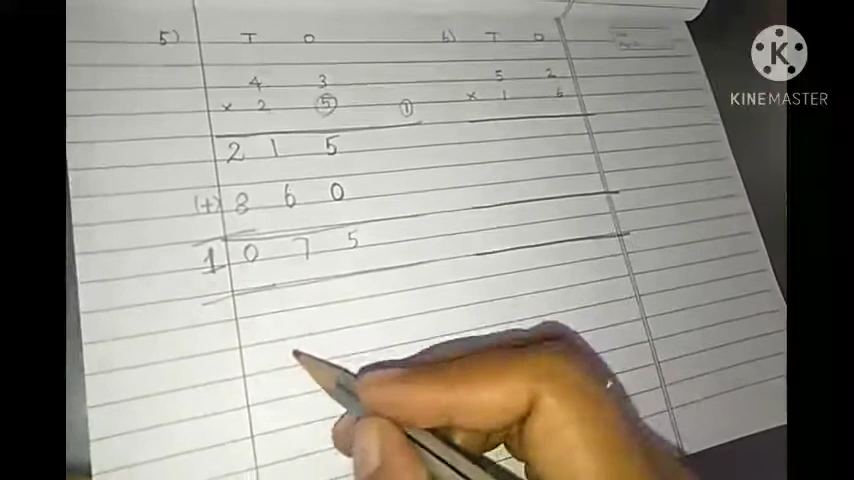 5) T O
4 3
× 2 5 1
2 1 5
(+) 8 6 0
1 0 7 5
6) T O
5 2
× 1 6
KINEMASTER